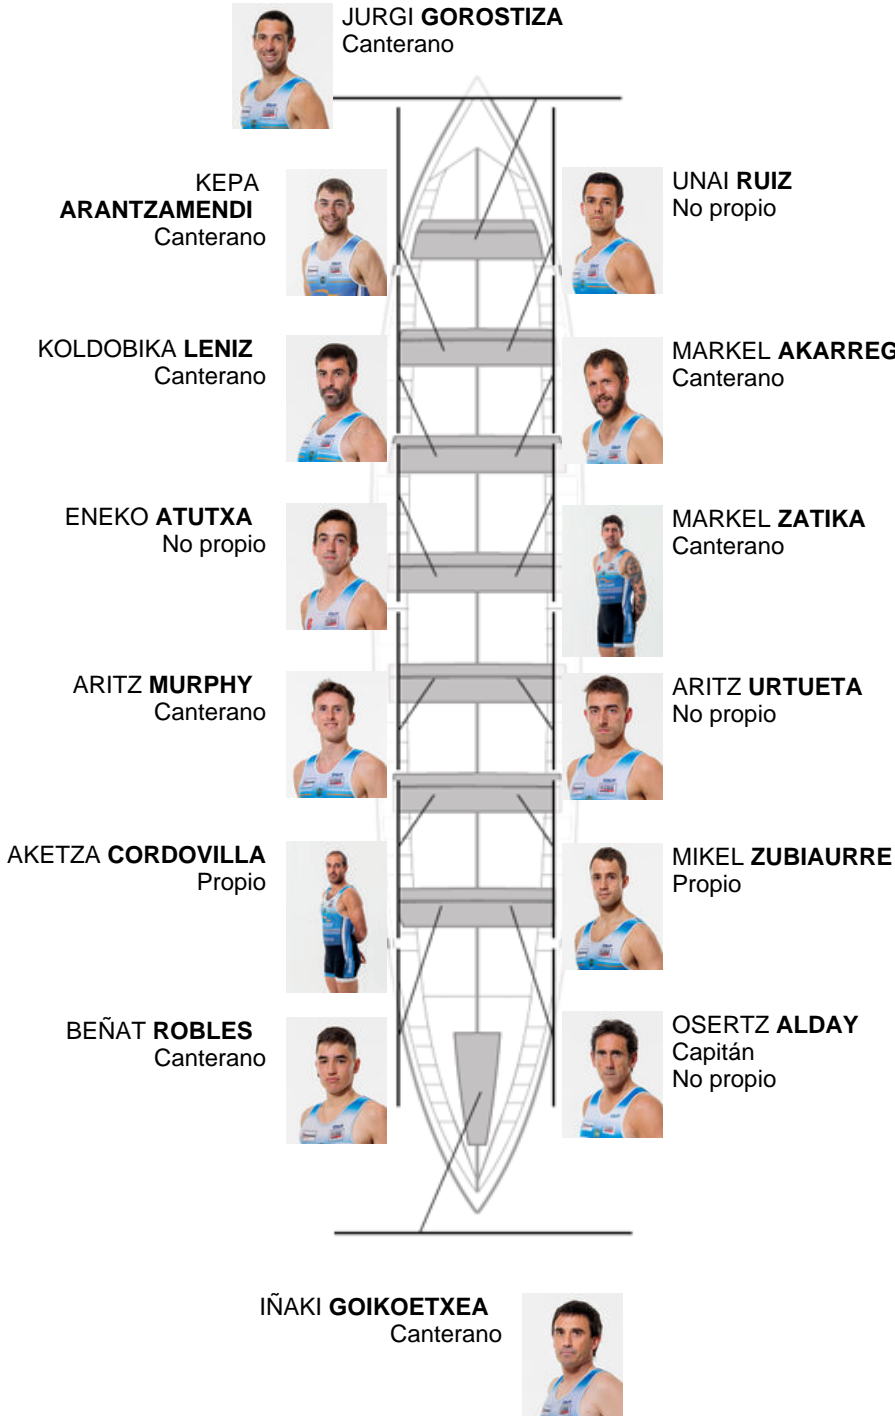 JURGI GOROSTIZA
Canterano
KEPA
ARANTZAMENDI
Canterano
UNAI RUIZ
No propio
KOLDOBIKA LENIZ
Canterano
MARKEL AKARREG
Canterano
ENEKO ATUTXA
No propio
MARKEL ZATIKA
Canterano
ARITZ MURPHY
Canterano
ARITZ URTUETA
No propio
AKETZA CORDOVILLA
Propio
MIKEL ZUBIAURRE
Propio
BEÑAT ROBLES
Canterano
OSERTZ ALDAY
Capitán
No propio
IÑAKI GOIKOETXEA
Canterano